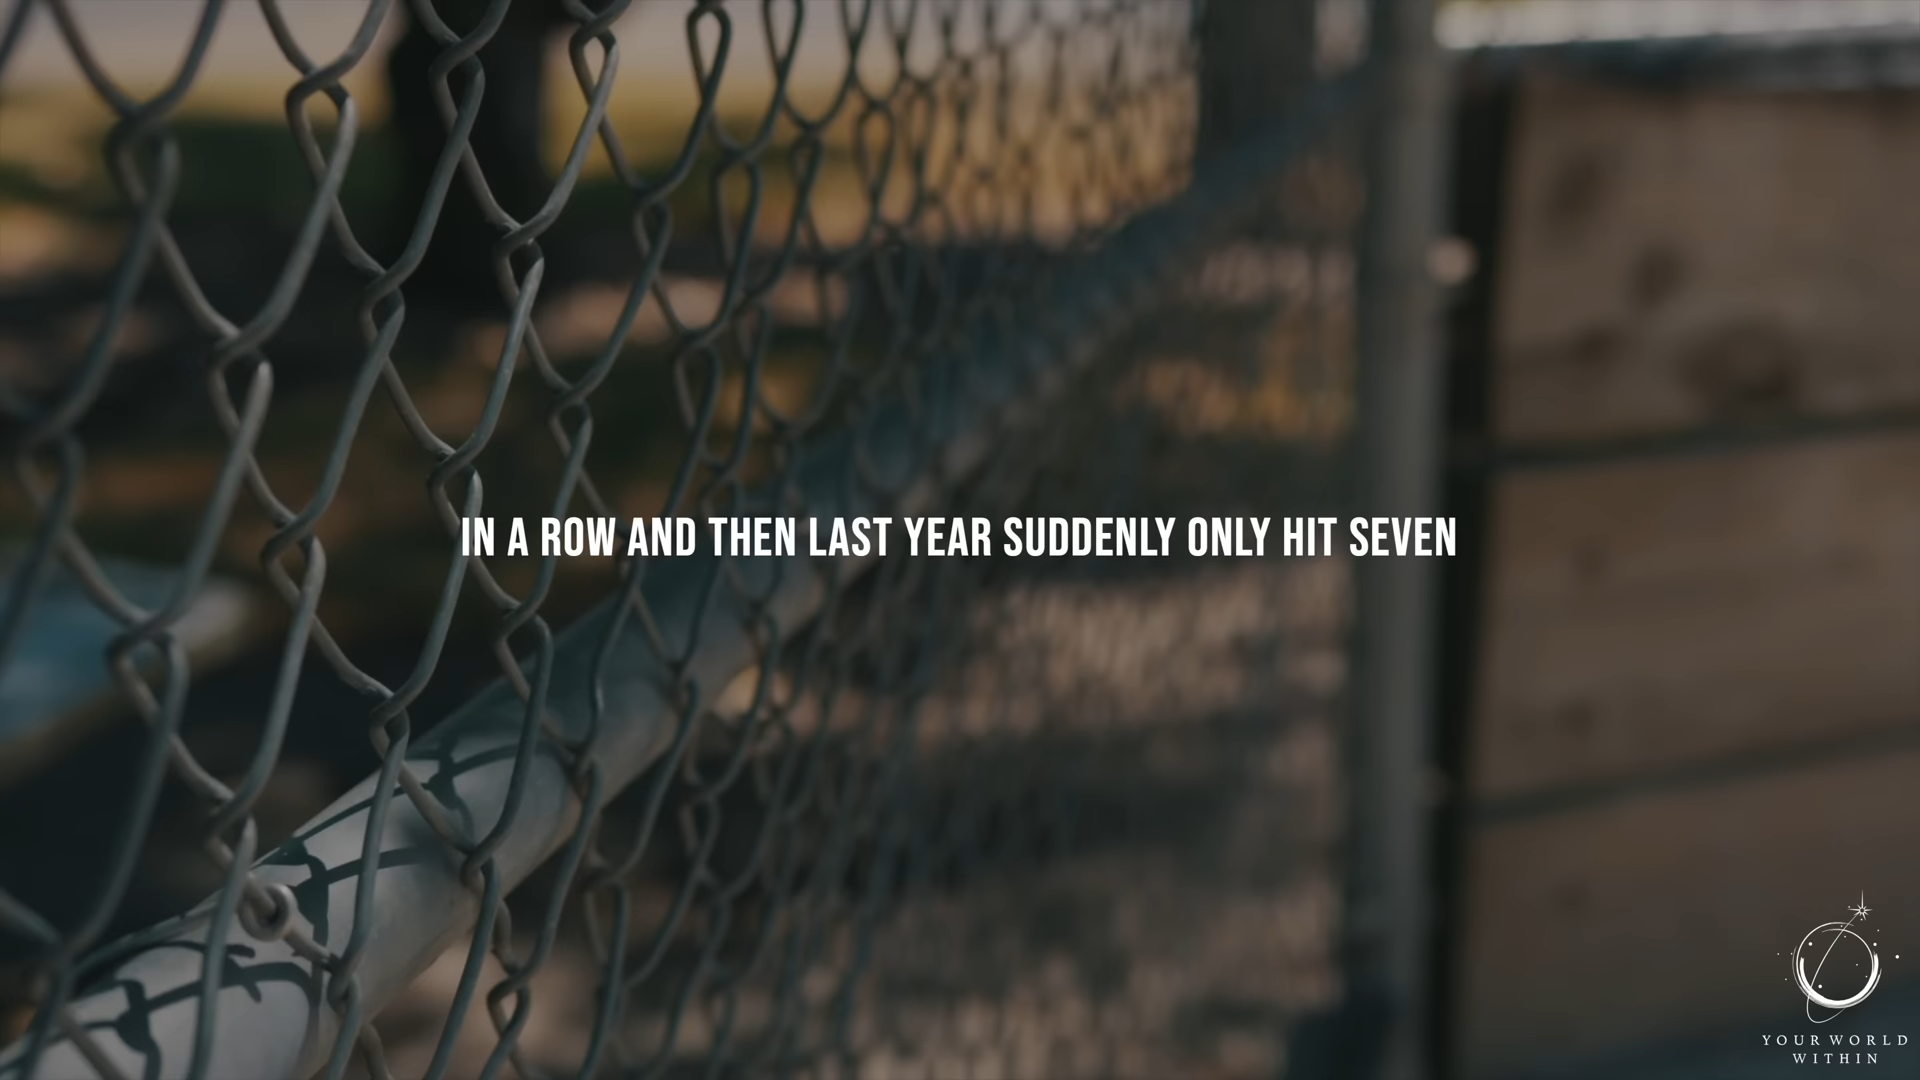 IN A ROW AND THEN LAST YEAR SUDDENLY ONLY HIT SEVEN
YOUR WORLD
WITHIN